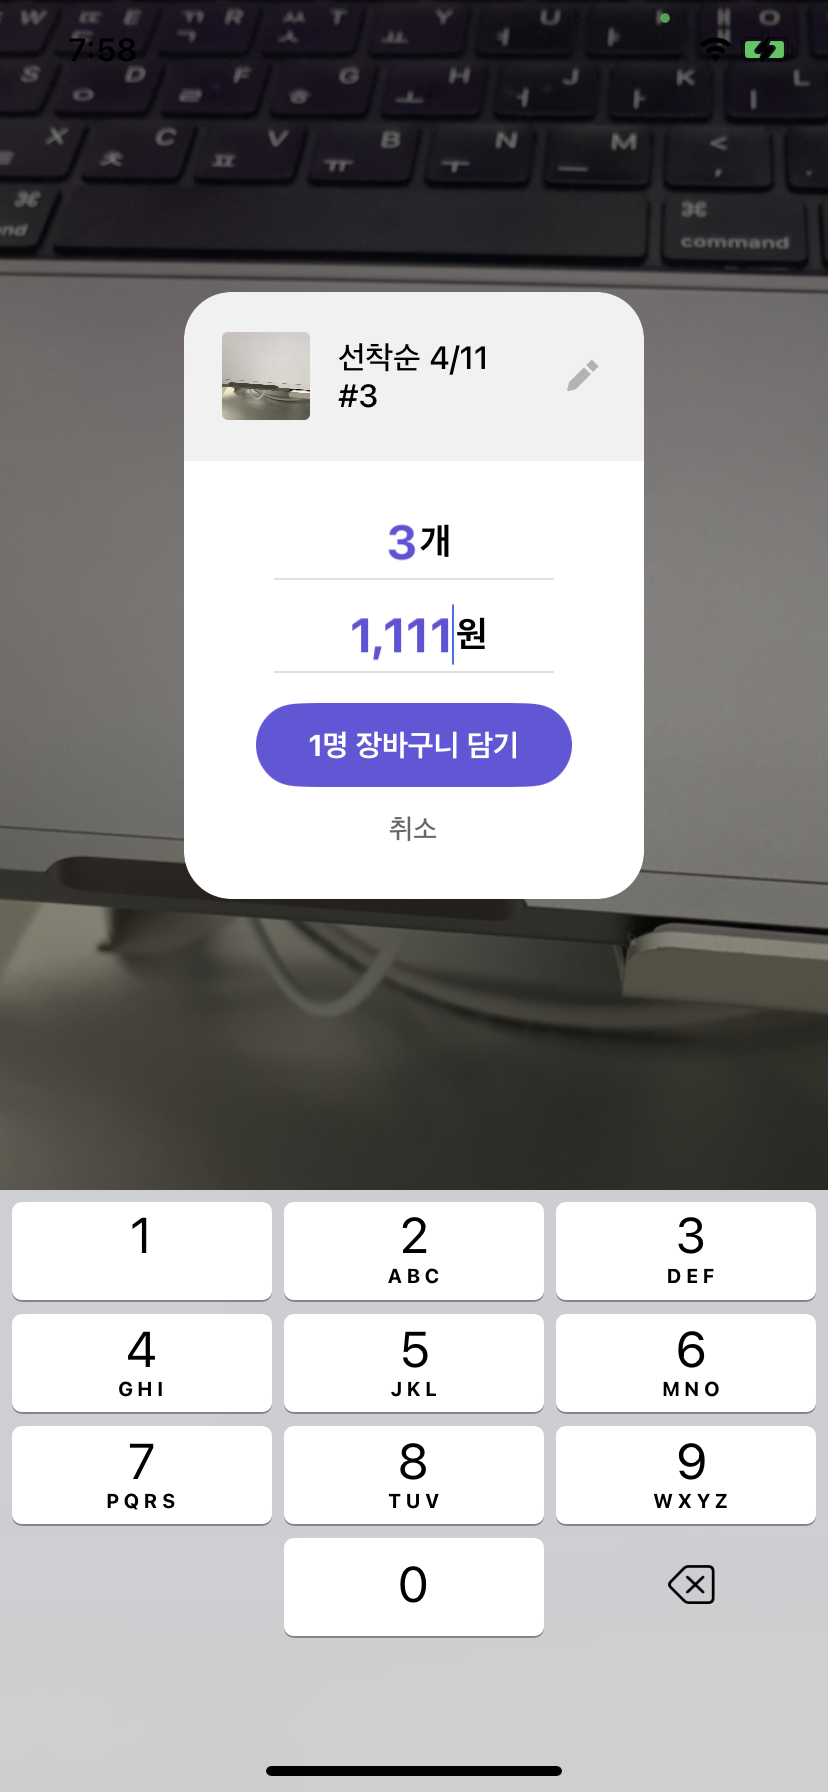 W E R T Y U O
ㄲ ㅆ
ㄱ ㅅ ㅛ ㅕ ㅑ ㅐ
7:58
S D F G H J K L
ㅇ ㄹ ㅎ ㅗ ㅓ ㅏ ㅣ
X C V B N M <
ㅊ ㅍ ㅠ ㅜ ㅡ ,
⌘ ⌘
command
선착순 4/11
#3
3개
1,111원
1명 장바구니 담기
취소
1 2 3
ABC DEF
4 5 6
GHI JKL MNO
7 8 9
PQRS TUV WXYZ
0